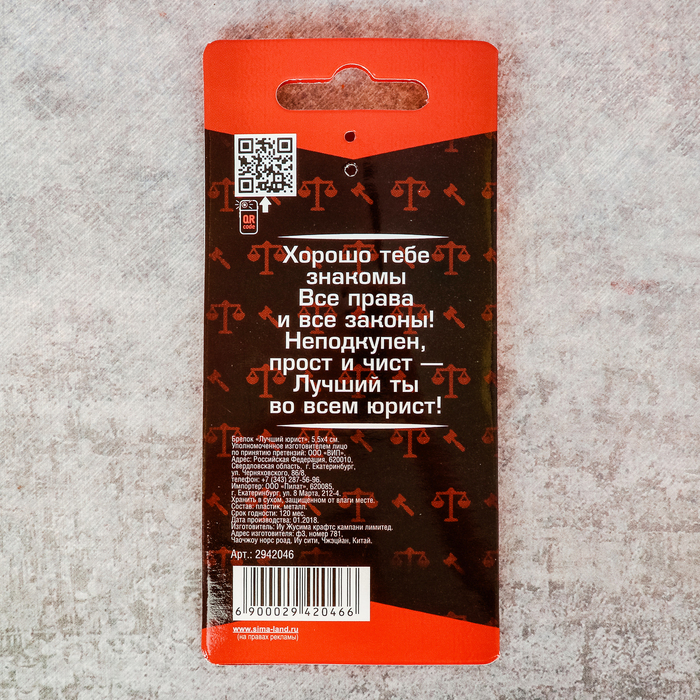 QR
code
Хорошо тебе
знакомы
Все права
и все законы!
Неподкупен,
прост и чист —
Лучший ты
во всем юрист!
Брелок «Лучший юрист», 5,5х4 см.
Уполномоченное изготовителем лицо
по принятию претензий: ООО «ВИП».
Адрес: Российская Федерация, 620010,
Свердловская область, г. Екатеринбург,
ул. Черняховского, 86/8,
телефон: +7 (343) 287-56-96.
Импортер: ООО «Пилат», 620085,
г. Екатеринбург, ул. 8 Марта, 212-4.
Хранить в сухом, защищенном от влаги месте.
Состав: пластик, металл.
Срок годности: 120 мес.
Дата производства: 01.2018.
Изготовитель: Иу Жусима крафтс кампани лимитед.
Адрес изготовителя: ф3, номер 781,
Чаочжоу норс роад, Иу сити, Чжэцйан, Китай.
Арт.: 2942046
6 900029 420466
www.sima-land.ru
(на правах рекламы)